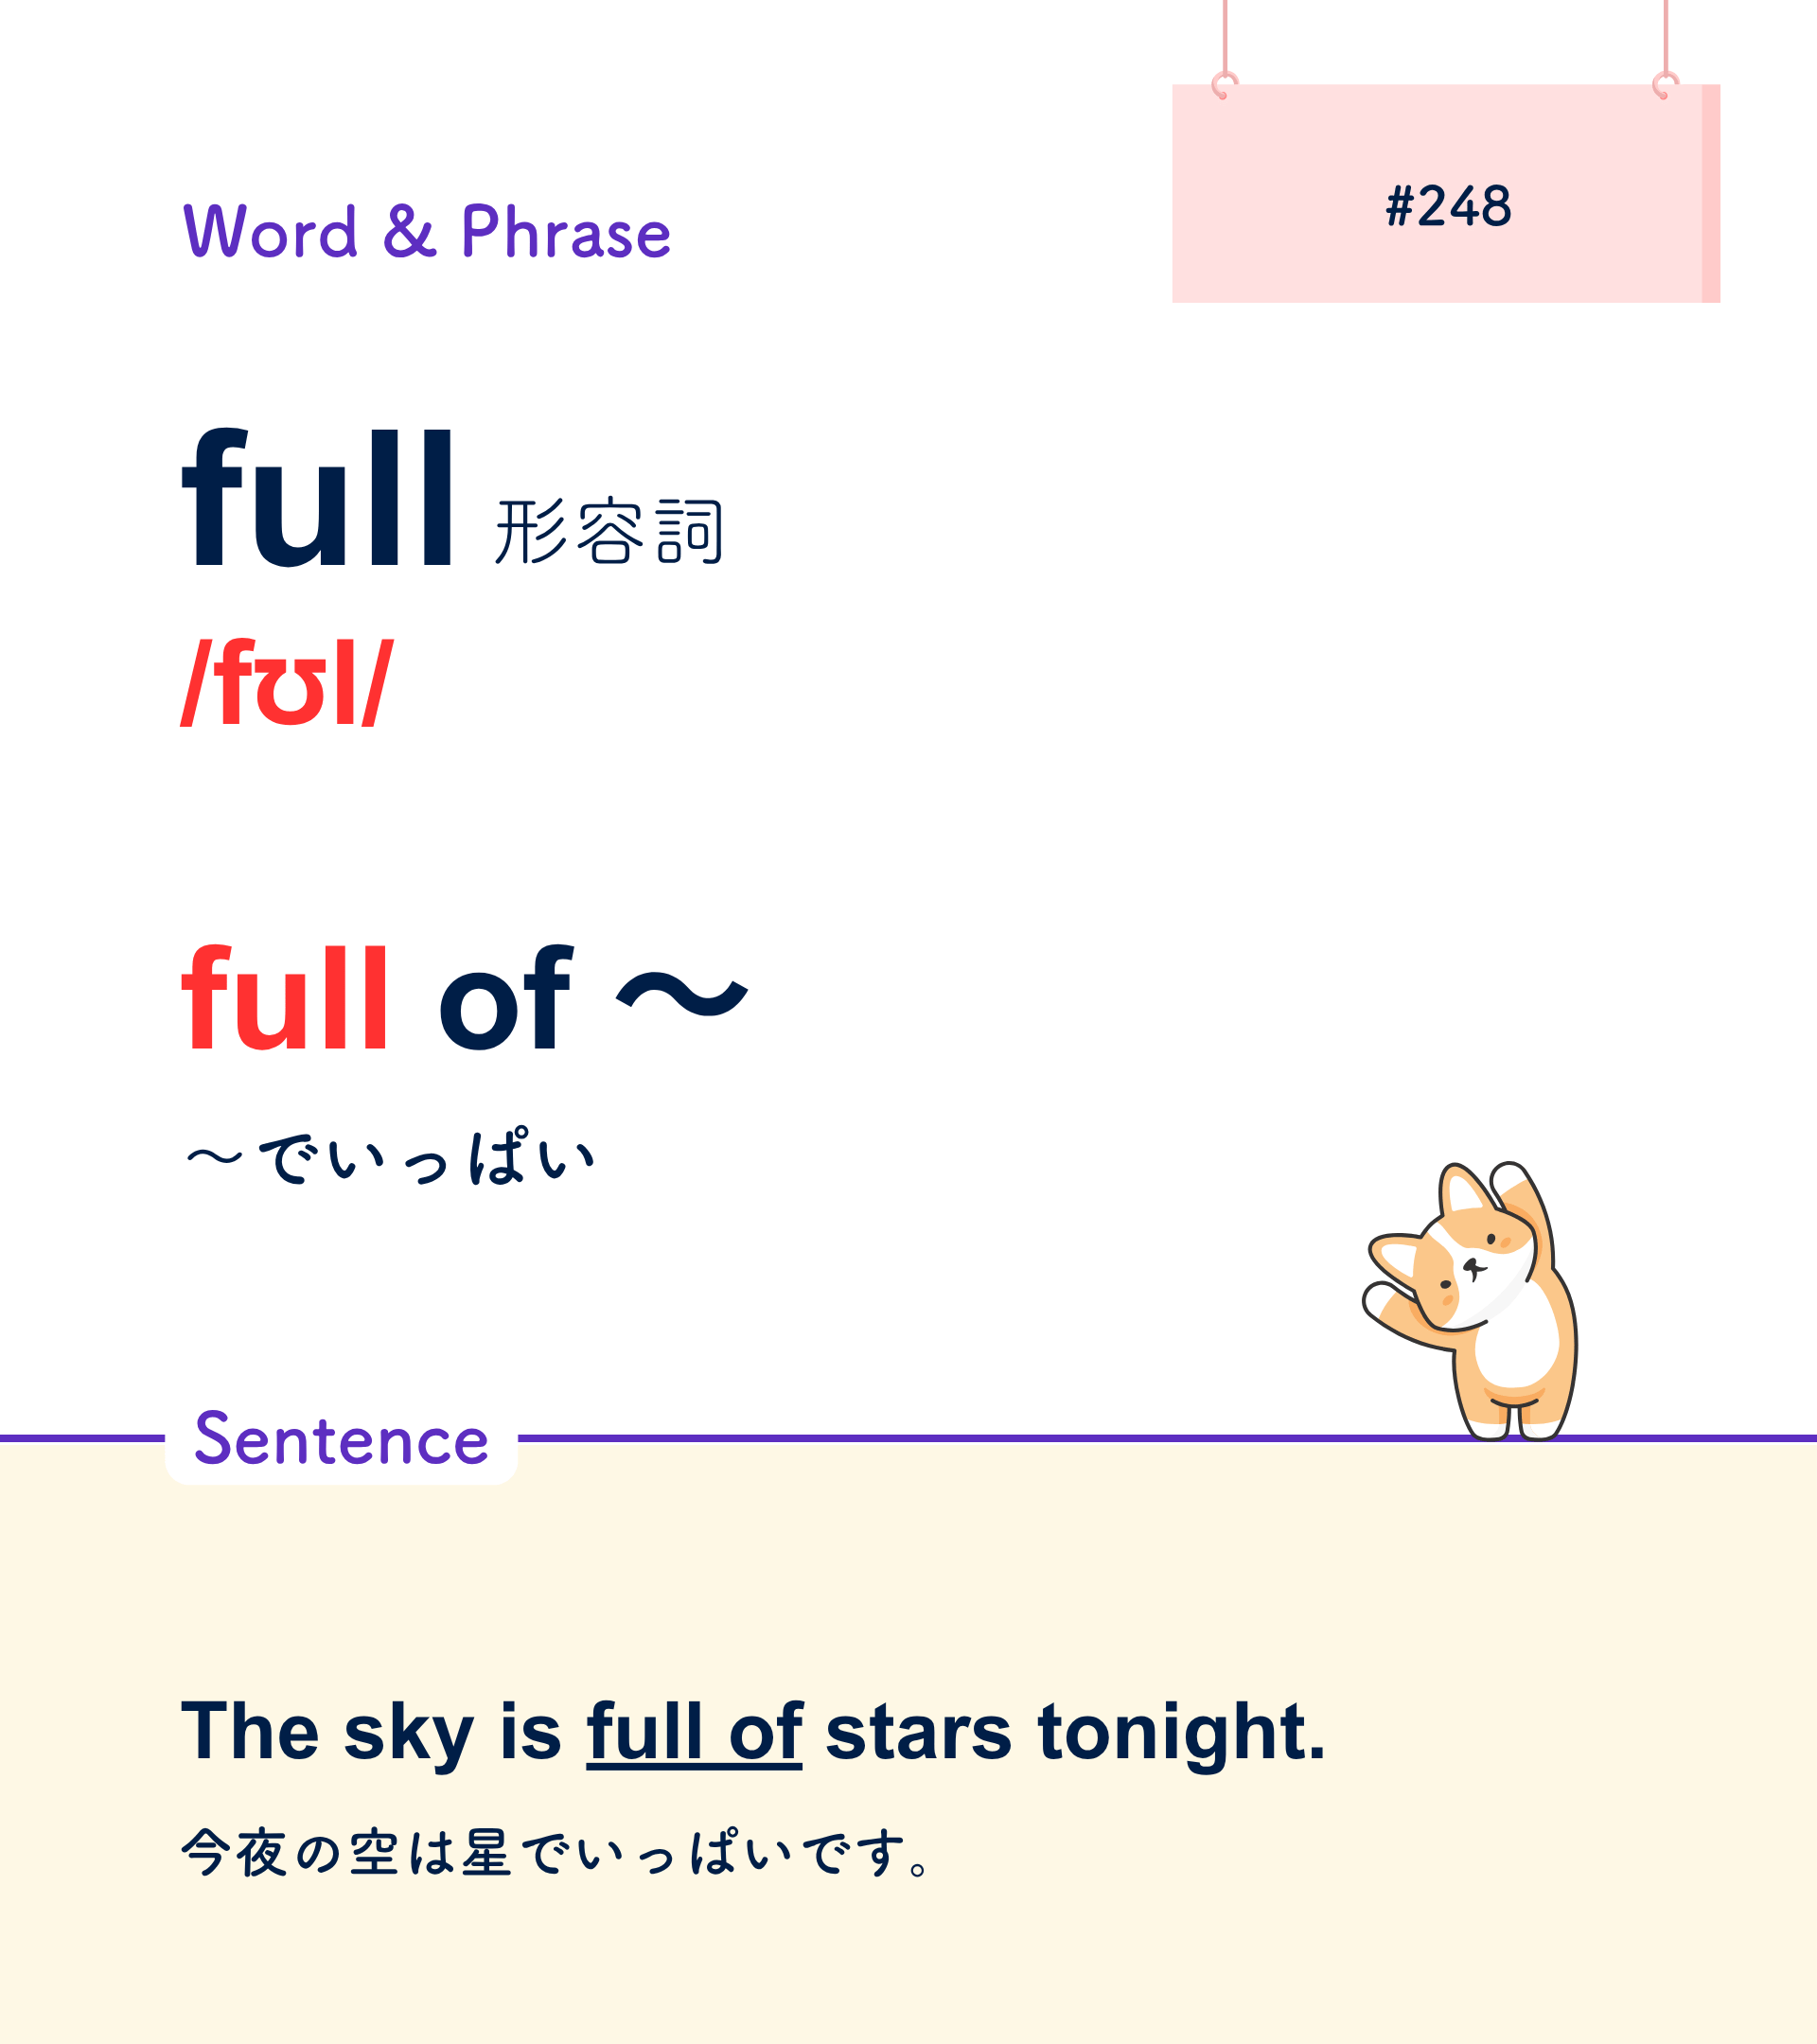 #248
Word & Phrase
full 形容詞
/fʊl/
full of 〜
〜でいっぱい
Sentence
The sky is full of stars tonight.
今夜の空は星でいっぱいです。